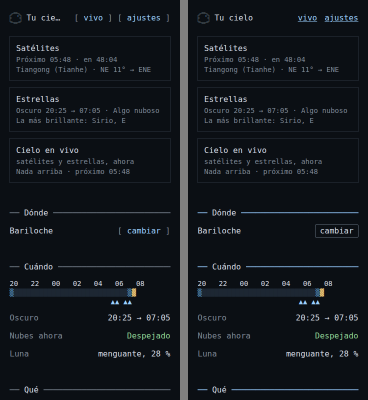 Tu cie… [ vivo ] [ ajustes ]
Satélites
Próximo 05:48 · en 48:04
Tiangong (Tianhe) · NE 11° → ENE
Estrellas
Oscuro 20:25 → 07:05 · Algo nuboso
La más brillante: Sirio, E
Cielo en vivo
satélites y estrellas, ahora
Nada arriba · próximo 05:48
Dónde
Bariloche [ cambiar ]
Cuándo
20 22 00 02 04 06 08
Oscuro 20:25 → 07:05
Nubes ahora Despejado
Luna menguante, 28 %
Qué
Tu cielo vivo ajustes
Satélites
Próximo 05:48 · en 48:04
Tiangong (Tianhe) · NE 11° → ENE
Estrellas
Oscuro 20:25 → 07:05 · Algo nuboso
La más brillante: Sirio, E
Cielo en vivo
satélites y estrellas, ahora
Nada arriba · próximo 05:48
Dónde
Bariloche cambiar
Cuándo
20 22 00 02 04 06 08
Oscuro 20:25 → 07:05
Nubes ahora Despejado
Luna menguante, 28 %
Qué